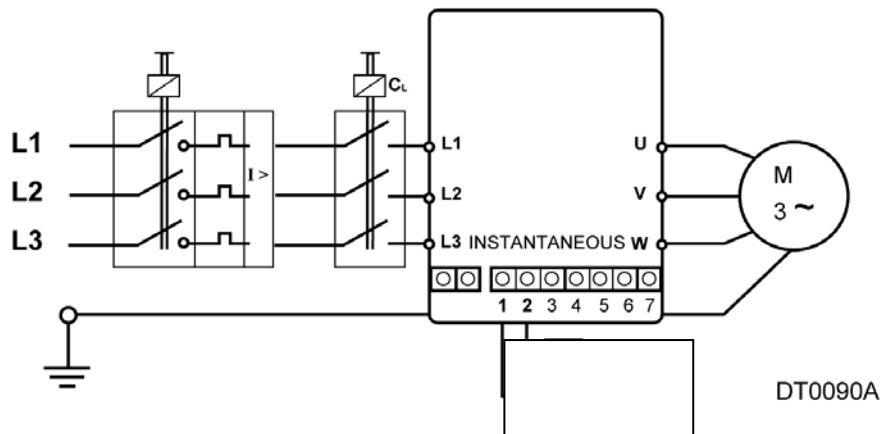 CL
L1 L1 U
I >
M
L2 L2 V
3 ~
L3 L3 INSTANTANEOUS W
1 2 3 4 5 6 7
DT0090A